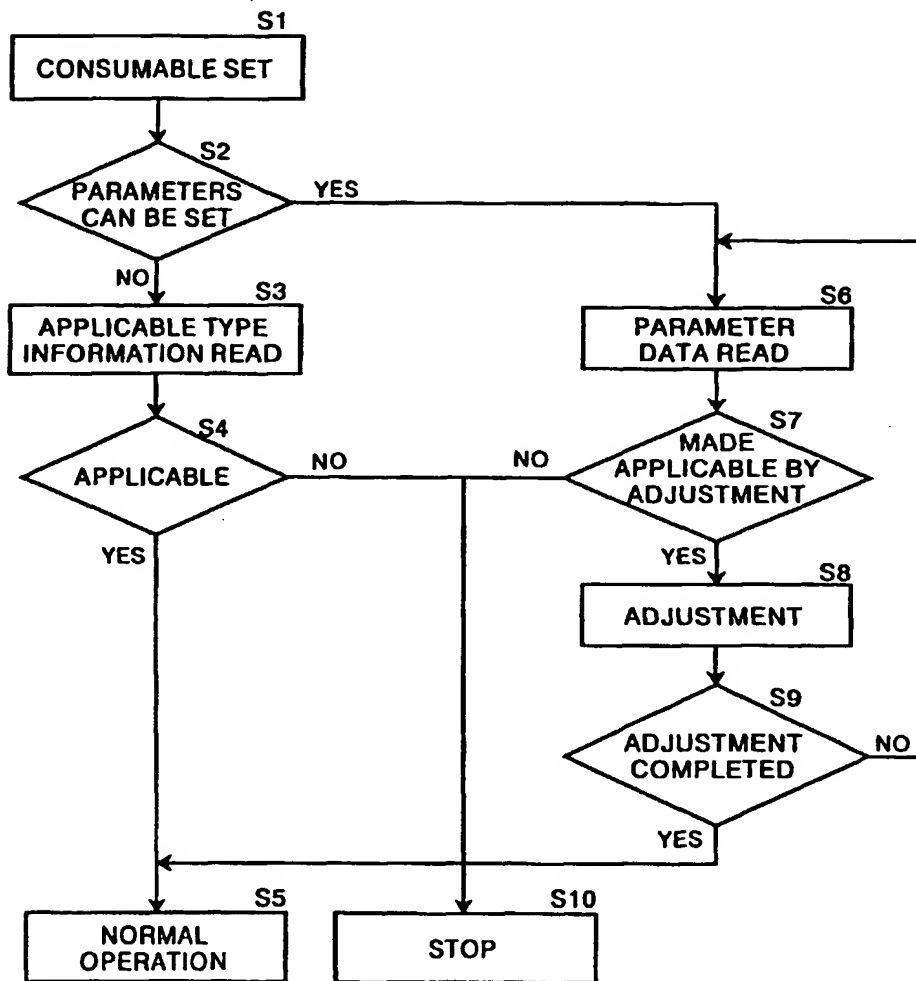 S1
CONSUMABLE SET
S2
PARAMETERS
CAN BE SET
YES
NO
S3
APPLICABLE TYPE
INFORMATION READ
S6
PARAMETER
DATA READ
S4
APPLICABLE
NO
YES
S7
MADE
APPLICABLE BY
ADJUSTMENT
NO
YES
S8
ADJUSTMENT
S9
ADJUSTMENT
COMPLETED
NO
YES
S5
NORMAL
OPERATION
S10
STOP